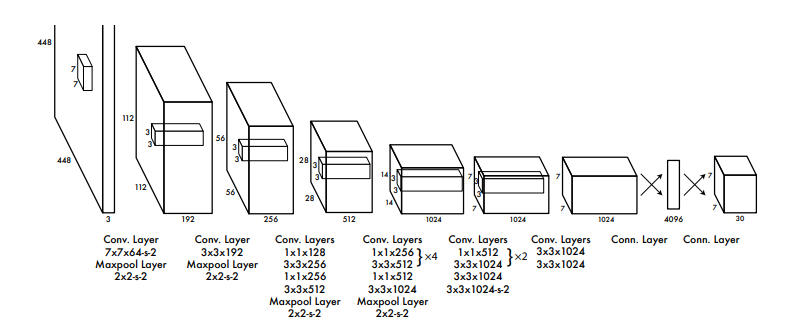 448
7
7
448
3
112
3
3
112
192
56
3
3
56
256
28
3
3
28
512
14
3
3
14
1024
7
3
3
7
1024
7
7
1024
4096
7
7
30
Conv. Layer
7x7x64-s-2
Maxpool Layer
2x2-s-2
Conv. Layer
3x3x192
Maxpool Layer
2x2-s-2
Conv. Layers
1x1x128
3x3x256
1x1x256
3x3x512
Maxpool Layer
2x2-s-2
Conv. Layers
1x1x256
3x3x512
}×4
1x1x512
3x3x1024
Maxpool Layer
2x2-s-2
Conv. Layers
1x1x512
3x3x1024
}×2
3x3x1024
3x3x1024-s-2
Conv. Layers
3x3x1024
3x3x1024
Conn. Layer
Conn. Layer